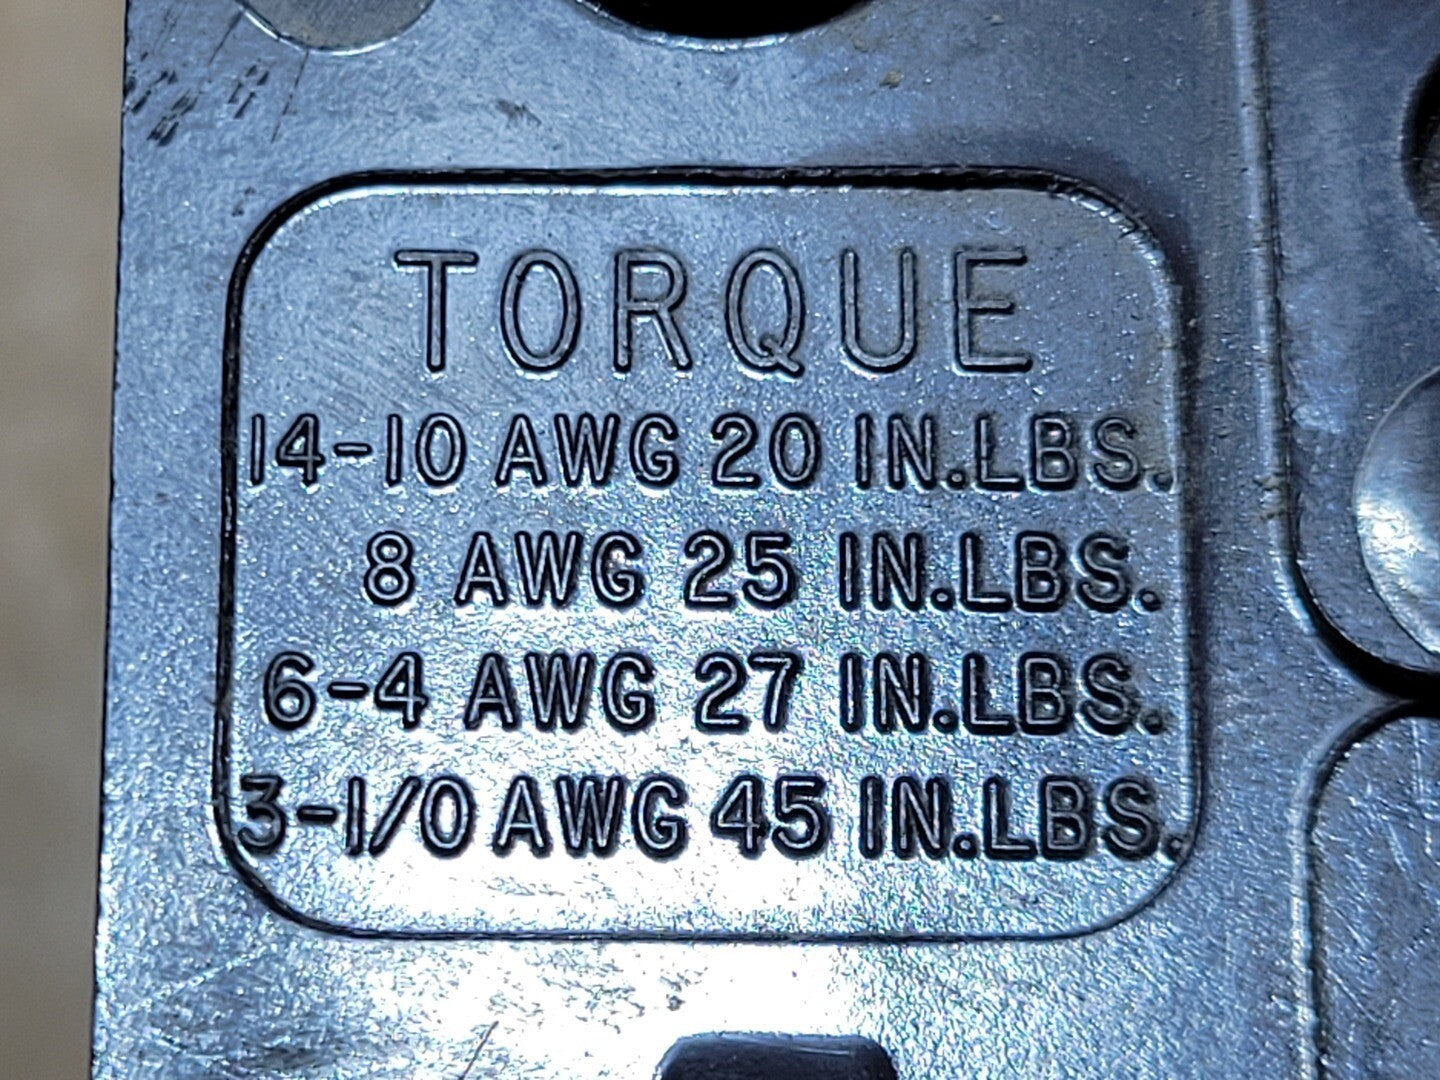 TORQUE
14-10 AWG 20 IN.LBS.
8 AWG 25 IN.LBS.
6-4 AWG 27 IN.LBS.
3-1/0 AWG 45 IN.LBS.